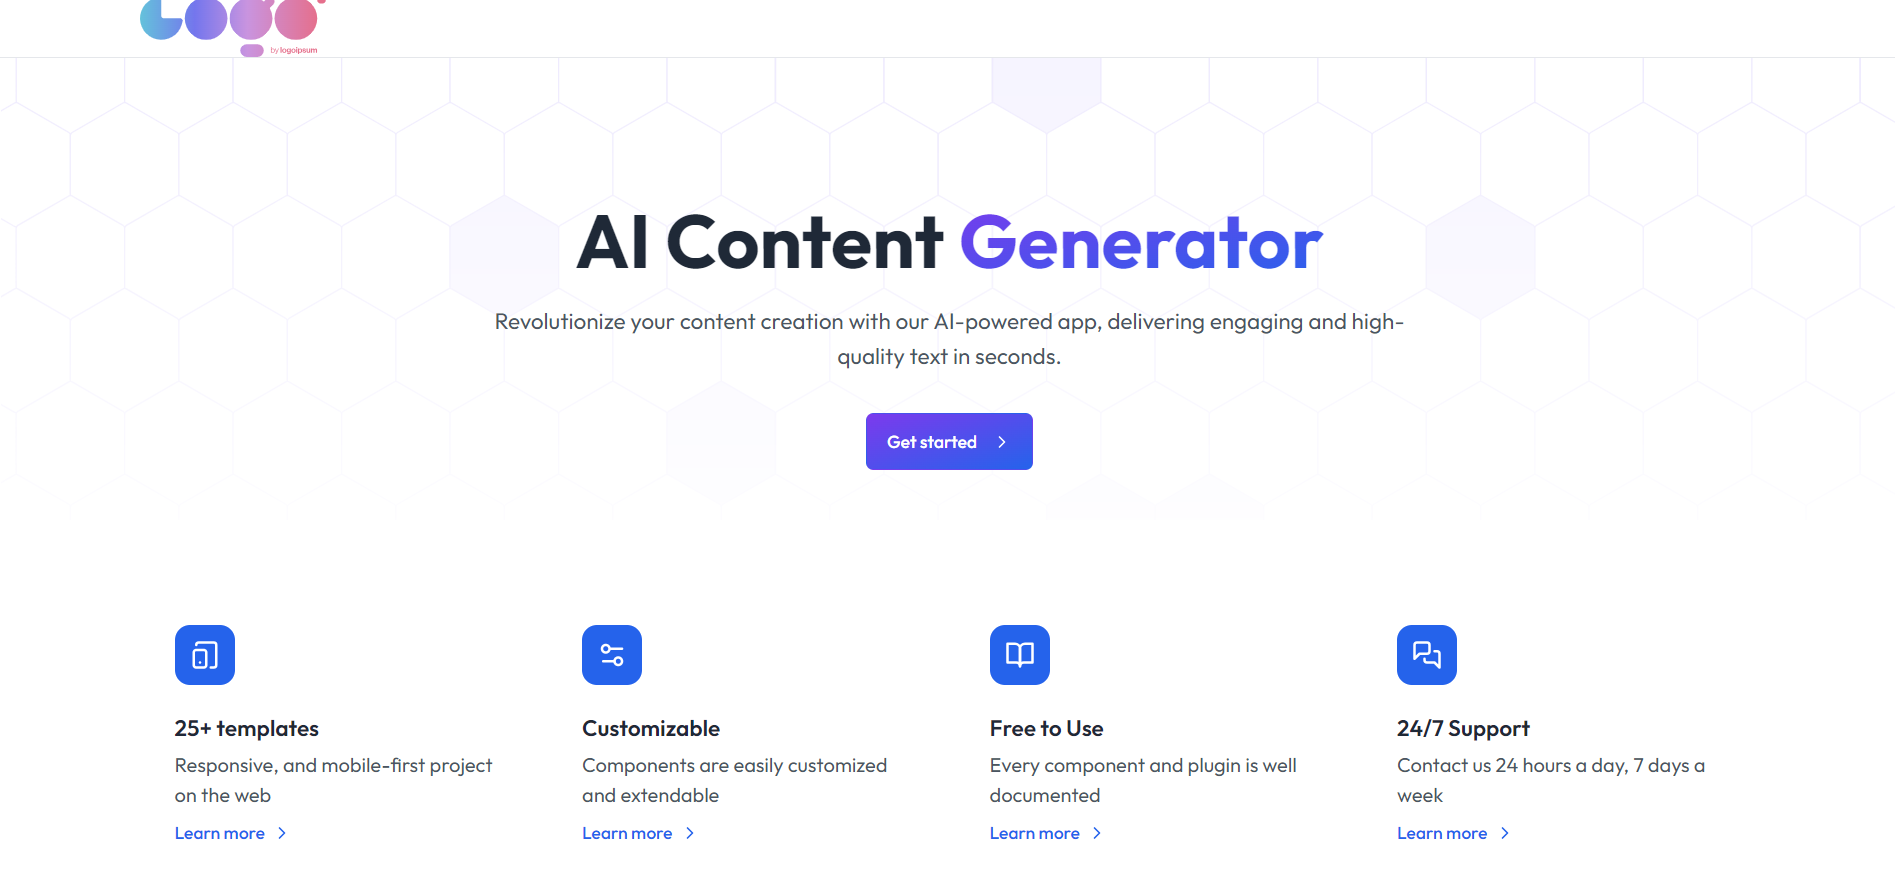 Logo
by logoipsum
AI Content Generator
Revolutionize your content creation with our AI-powered app, delivering engaging and high-
quality text in seconds.
Get started
25+ templates
Responsive, and mobile-first project
on the web
Learn more
Customizable
Components are easily customized
and extendable
Learn more
Free to Use
Every component and plugin is well
documented
Learn more
24/7 Support
Contact us 24 hours a day, 7 days a
week
Learn more